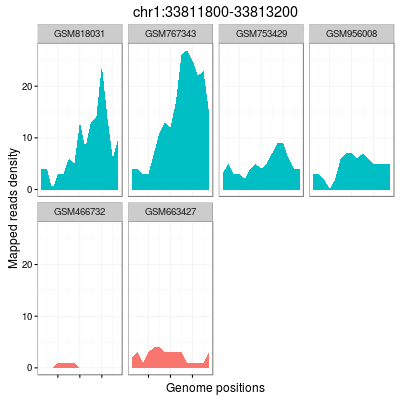 chr1:33811800-33813200
GSM818031 GSM767343 GSM753429 GSM956008
20
10
0
GSM466732 GSM663427
20
10
0
Mapped reads density
Genome positions